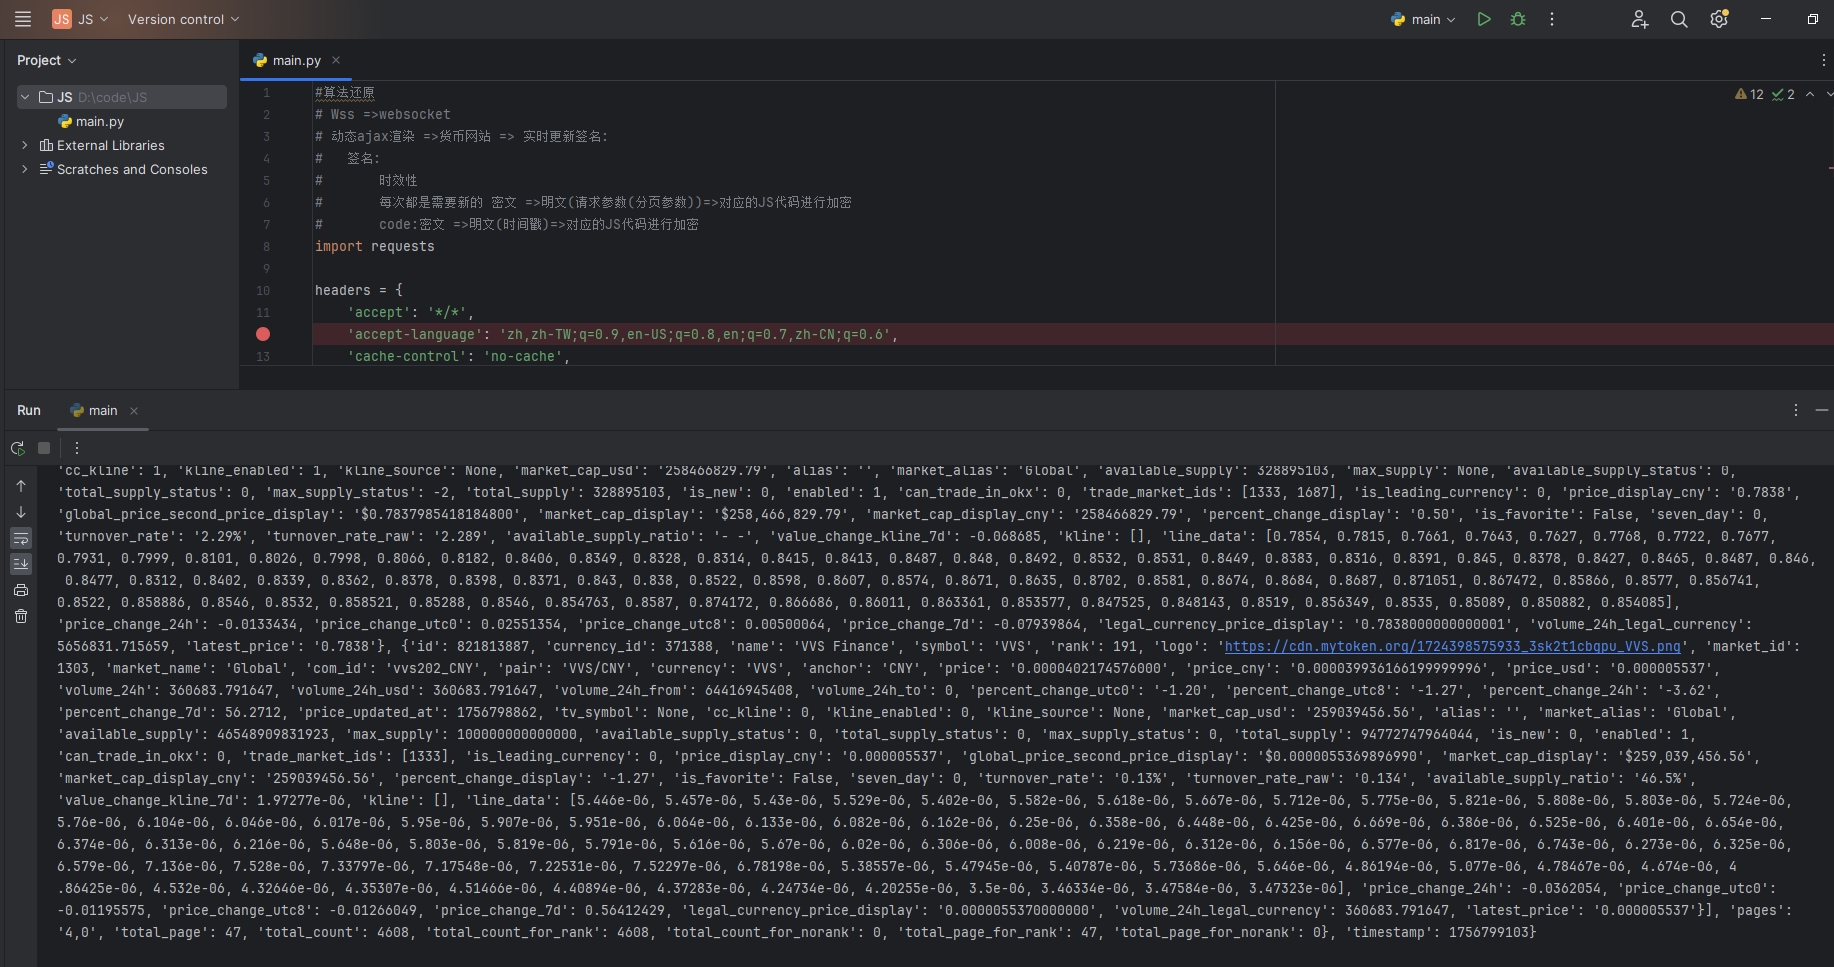 JS JS Version control main
Project main.py
JS D:\code\JS
main.py
External Libraries
Scratches and Consoles
12 2
1 #算法还原
2 # Wss =>websocket
3 # 动态ajax渲染 =>货币网站 => 实时更新签名:
4 # 签名:
5 # 时效性
6 # 每次都是需要新的 密文 =>明文(请求参数(分页参数))=>对应的JS代码进行加密
7 # code:密文 =>明文(时间戳)=>对应的JS代码进行加密
8 import requests
9
10 headers = {
11 'accept': '*/*',
'accept-language': 'zh,zh-TW;q=0.9,en-US;q=0.8,en;q=0.7,zh-CN;q=0.6',
13 'cache-control': 'no-cache',
Run main
'cc_kline': 1, 'kline_enabled': 1, 'kline_source': None, 'market_cap_usd': '258466829.79', 'alias': '', 'market_alias': 'Global', 'available_supply': 328895103, 'max_supply': None, 'available_supply_status': 0,
'total_supply_status': 0, 'max_supply_status': -2, 'total_supply': 328895103, 'is_new': 0, 'enabled': 1, 'can_trade_in_okx': 0, 'trade_market_ids': [1333, 1687], 'is_leading_currency': 0, 'price_display_cny': '0.7838',
'global_price_second_price_display': '$0.7837985418184800', 'market_cap_display': '$258,466,829.79', 'market_cap_display_cny': '258466829.79', 'percent_change_display': '0.50', 'is_favorite': False, 'seven_day': 0,
'turnover_rate': '2.29%', 'turnover_rate_raw': '2.289', 'available_supply_ratio': '- -', 'value_change_kline_7d': -0.068685, 'kline': [], 'line_data': [0.7854, 0.7815, 0.7661, 0.7643, 0.7627, 0.7768, 0.7722, 0.7677,
0.7931, 0.7999, 0.8101, 0.8026, 0.7998, 0.8066, 0.8182, 0.8406, 0.8349, 0.8328, 0.8314, 0.8415, 0.8413, 0.8487, 0.848, 0.8492, 0.8532, 0.8531, 0.8449, 0.8383, 0.8316, 0.8391, 0.845, 0.8378, 0.8427, 0.8465, 0.8487, 0.846,
0.8477, 0.8312, 0.8402, 0.8339, 0.8362, 0.8378, 0.8398, 0.8371, 0.843, 0.838, 0.8522, 0.8598, 0.8607, 0.8574, 0.8671, 0.8635, 0.8702, 0.8581, 0.8674, 0.8684, 0.8687, 0.871051, 0.867472, 0.85866, 0.8577, 0.856741,
0.8522, 0.858886, 0.8546, 0.8532, 0.858521, 0.85288, 0.8546, 0.854763, 0.8587, 0.874172, 0.866686, 0.86011, 0.863361, 0.853577, 0.847525, 0.848143, 0.8519, 0.856349, 0.8535, 0.85089, 0.850882, 0.854085],
'price_change_24h': -0.0133434, 'price_change_utc0': 0.02551354, 'price_change_utc8': 0.00500064, 'price_change_7d': -0.07939864, 'legal_currency_price_display': '0.7838000000000001', 'volume_24h_legal_currency':
5656831.715659, 'latest_price': '0.7838'}, {'id': 821813887, 'currency_id': 371388, 'name': 'VVS Finance', 'symbol': 'VVS', 'rank': 191, 'logo': 'https://cdn.mytoken.org/1724398575933_3sk2t1cbgpu_VVS.png', 'market_id':
1303, 'market_name': 'Global', 'com_id': 'vvs202_CNY', 'pair': 'VVS/CNY', 'currency': 'VVS', 'anchor': 'CNY', 'price': '0.0000402174576000', 'price_cny': '0.000039936166199999996', 'price_usd': '0.000005537',
'volume_24h': 360683.791647, 'volume_24h_usd': 360683.791647, 'volume_24h_from': 64416945408, 'volume_24h_to': 0, 'percent_change_utc0': '-1.20', 'percent_change_utc8': '-1.27', 'percent_change_24h': '-3.62',
'percent_change_7d': 56.2712, 'price_updated_at': 1756798862, 'tv_symbol': None, 'cc_kline': 0, 'kline_enabled': 0, 'kline_source': None, 'market_cap_usd': '259039456.56', 'alias': '', 'market_alias': 'Global',
'available_supply': 46548909831923, 'max_supply': 100000000000000, 'available_supply_status': 0, 'total_supply_status': 0, 'max_supply_status': 0, 'total_supply': 94772747964044, 'is_new': 0, 'enabled': 1,
'can_trade_in_okx': 0, 'trade_market_ids': [1333], 'is_leading_currency': 0, 'price_display_cny': '0.000005537', 'global_price_second_price_display': '$0.0000055369896990', 'market_cap_display': '$259,039,456.56',
'market_cap_display_cny': '259039456.56', 'percent_change_display': '-1.27', 'is_favorite': False, 'seven_day': 0, 'turnover_rate': '0.13%', 'turnover_rate_raw': '0.134', 'available_supply_ratio': '46.5%',
'value_change_kline_7d': 1.97277e-06, 'kline': [], 'line_data': [5.446e-06, 5.457e-06, 5.43e-06, 5.529e-06, 5.402e-06, 5.582e-06, 5.618e-06, 5.667e-06, 5.712e-06, 5.775e-06, 5.821e-06, 5.808e-06, 5.803e-06, 5.724e-06,
5.76e-06, 6.104e-06, 6.046e-06, 6.017e-06, 5.95e-06, 5.907e-06, 5.951e-06, 6.064e-06, 6.133e-06, 6.082e-06, 6.162e-06, 6.25e-06, 6.358e-06, 6.448e-06, 6.425e-06, 6.669e-06, 6.386e-06, 6.525e-06, 6.401e-06, 6.654e-06,
6.374e-06, 6.313e-06, 6.216e-06, 5.648e-06, 5.803e-06, 5.819e-06, 5.791e-06, 5.616e-06, 5.67e-06, 6.02e-06, 6.306e-06, 6.008e-06, 6.219e-06, 6.312e-06, 6.156e-06, 6.577e-06, 6.817e-06, 6.743e-06, 6.273e-06, 6.325e-06,
6.579e-06, 7.136e-06, 7.528e-06, 7.33797e-06, 7.17548e-06, 7.22531e-06, 7.52297e-06, 6.78198e-06, 5.38557e-06, 5.47945e-06, 5.40787e-06, 5.73686e-06, 5.646e-06, 4.86194e-06, 5.077e-06, 4.78467e-06, 4.674e-06, 4
.86425e-06, 4.532e-06, 4.32646e-06, 4.35307e-06, 4.51466e-06, 4.40894e-06, 4.37283e-06, 4.24734e-06, 4.20255e-06, 3.5e-06, 3.46334e-06, 3.47584e-06, 3.47323e-06], 'price_change_24h': -0.0362054, 'price_change_utc0':
-0.01195575, 'price_change_utc8': -0.01266049, 'price_change_7d': 0.56412429, 'legal_currency_price_display': '0.0000055370000000', 'volume_24h_legal_currency': 360683.791647, 'latest_price': '0.000005537'}], 'pages':
'4,0', 'total_page': 47, 'total_count': 4608, 'total_count_for_rank': 4608, 'total_count_for_norank': 0, 'total_page_for_rank': 47, 'total_page_for_norank': 0}, 'timestamp': 1756799103}